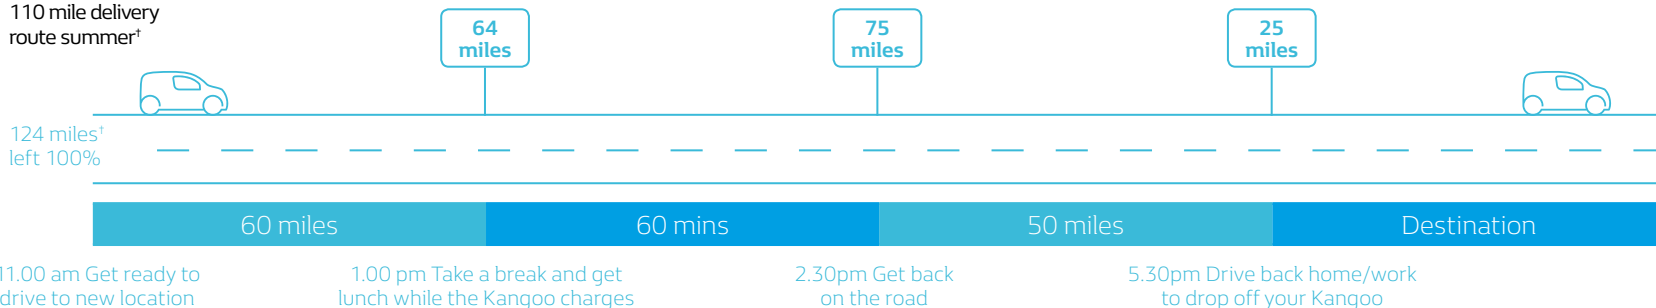 110 mile delivery
route summer†
64
miles
75
miles
25
miles
124 miles†
left 100%
60 miles
60 mins
50 miles
Destination
11.00 am Get ready to
drive to new location
1.00 pm Take a break and get
lunch while the Kangoo charges
2.30pm Get back
on the road
5.30pm Drive back home/work
to drop off your Kangoo